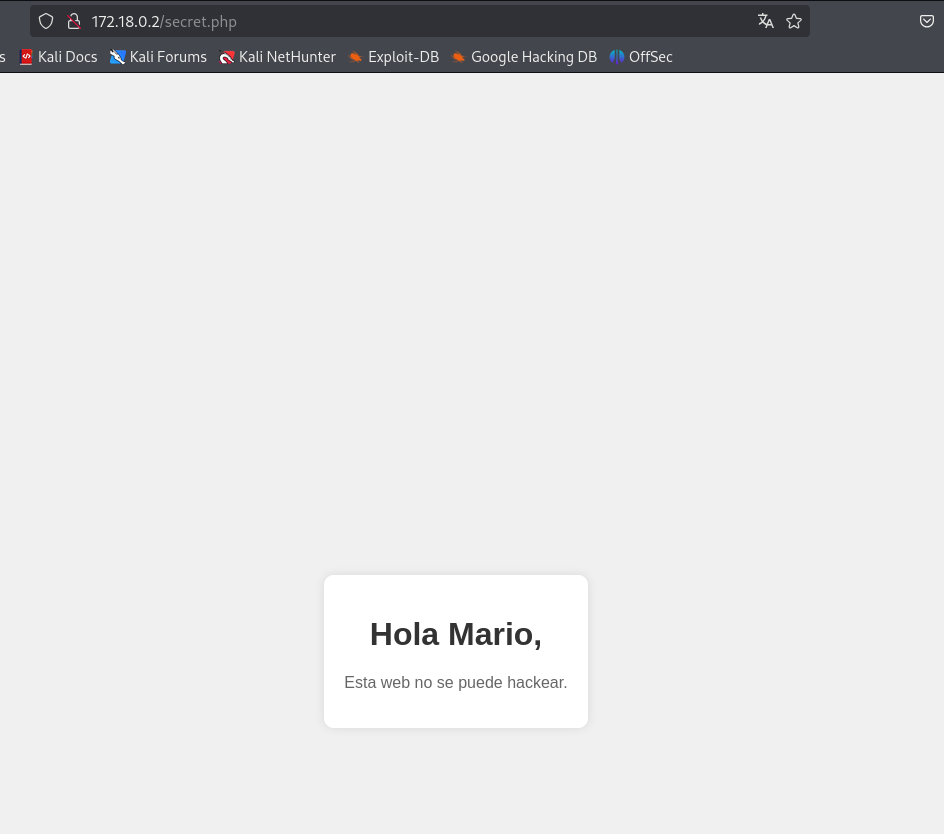 172.18.0.2/secret.php
s Kali Docs Kali Forums Kali NetHunter Exploit-DB Google Hacking DB OffSec
Hola Mario,
Esta web no se puede hackear.